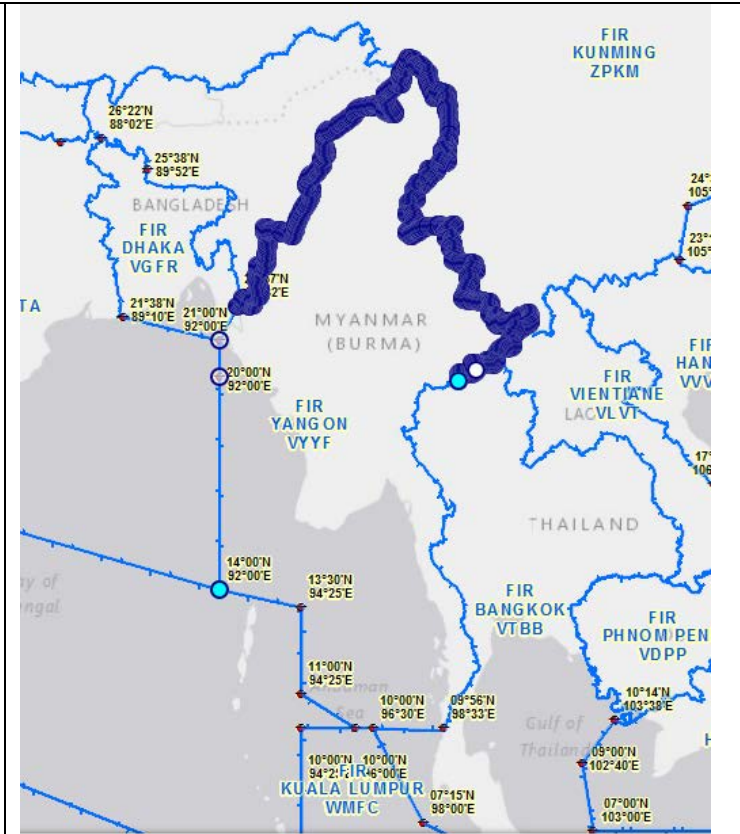 FIR
KUNMING
ZPKM
26°22'N
88°02'E
25°38'N
89°52'E
BANGLADESH
FIR
DHAKA
VGFR
21°38'N
89°10'E
21°00'N
92°00'E
20°00'N
92°00'E
MYANMAR
(BURMA)
FIR
YANGON
VYYF
FIR
VIENTIANE
VLVT
THAILAND
14°00'N
92°00'E
13°30'N
94°25'E
FIR
BANGKOK
VTBB
FIR
PHNOM PEN
VDPP
11°00'N
94°25'E
Sea
10°00'N
96°30'E
09°56'N
98°33'E
10°14'N
103°38'E
Gulf of
Thailand
09°00'N
102°40'E
10°00'N
10°00'N
FIR
KUALA LUMPUR
WMFC
07°15'N
98°00'E
07°00'N
103°00'E